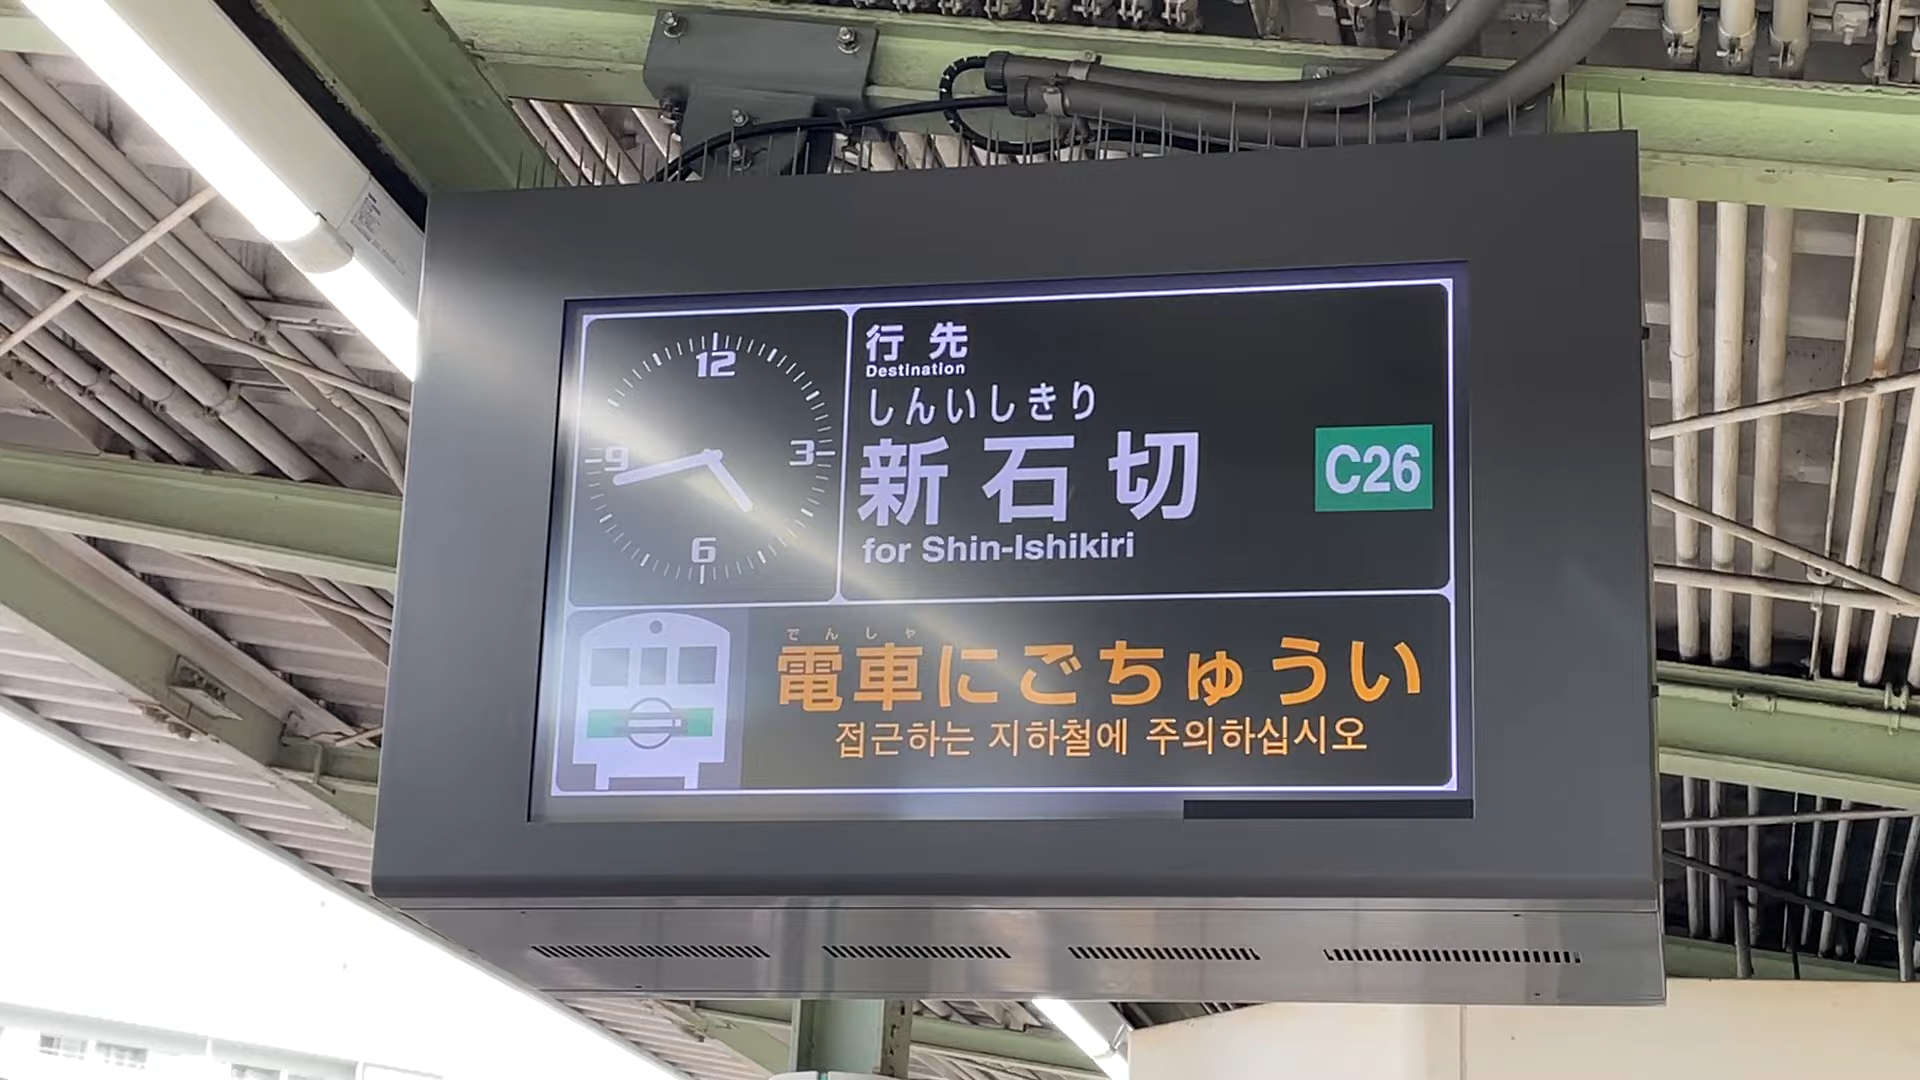 12
9
3
6
行先
Destination
しんいしきり
新石切
for Shin-Ishikiri
C26
でんしゃ
電車にごちゅうい
접근하는 지하철에 주의하십시오